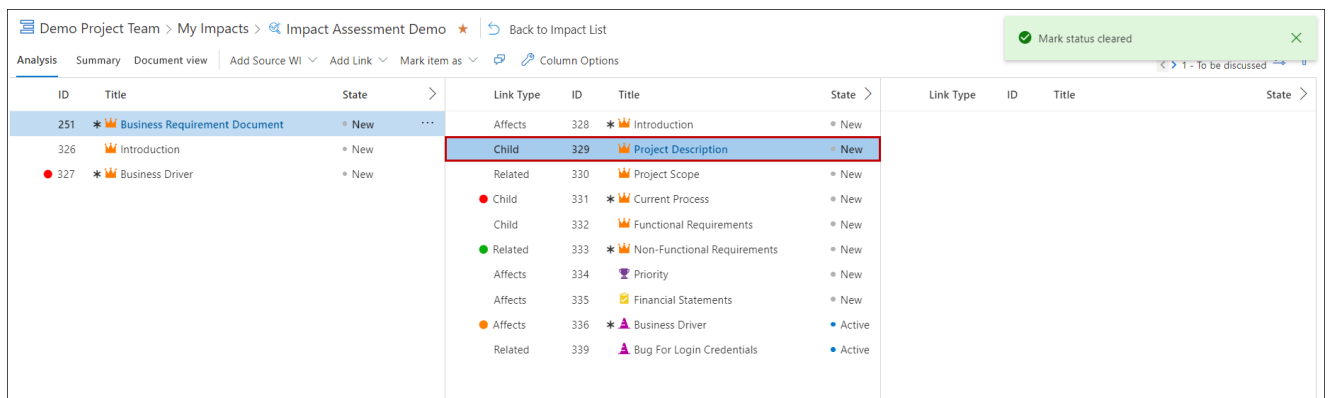 Demo Project Team > My Impacts > Impact Assessment Demo ★ Back to Impact List
Mark status cleared
Analysis Summary Document view Add Source WI Add Link Mark item as Column Options
1 - To be discussed
ID Title State
251 * Business Requirement Document New ...
326 Introduction New
327 * Business Driver New
Link Type ID Title State
Affects 328 * Introduction New
Child 329 Project Description New
Related 330 Project Scope New
Child 331 * Current Process New
Child 332 Functional Requirements New
Related 333 * Non-Functional Requirements New
Affects 334 Priority New
Affects 335 Financial Statements New
Affects 336 * Business Driver Active
Related 339 Bug For Login Credentials Active
Link Type ID Title State